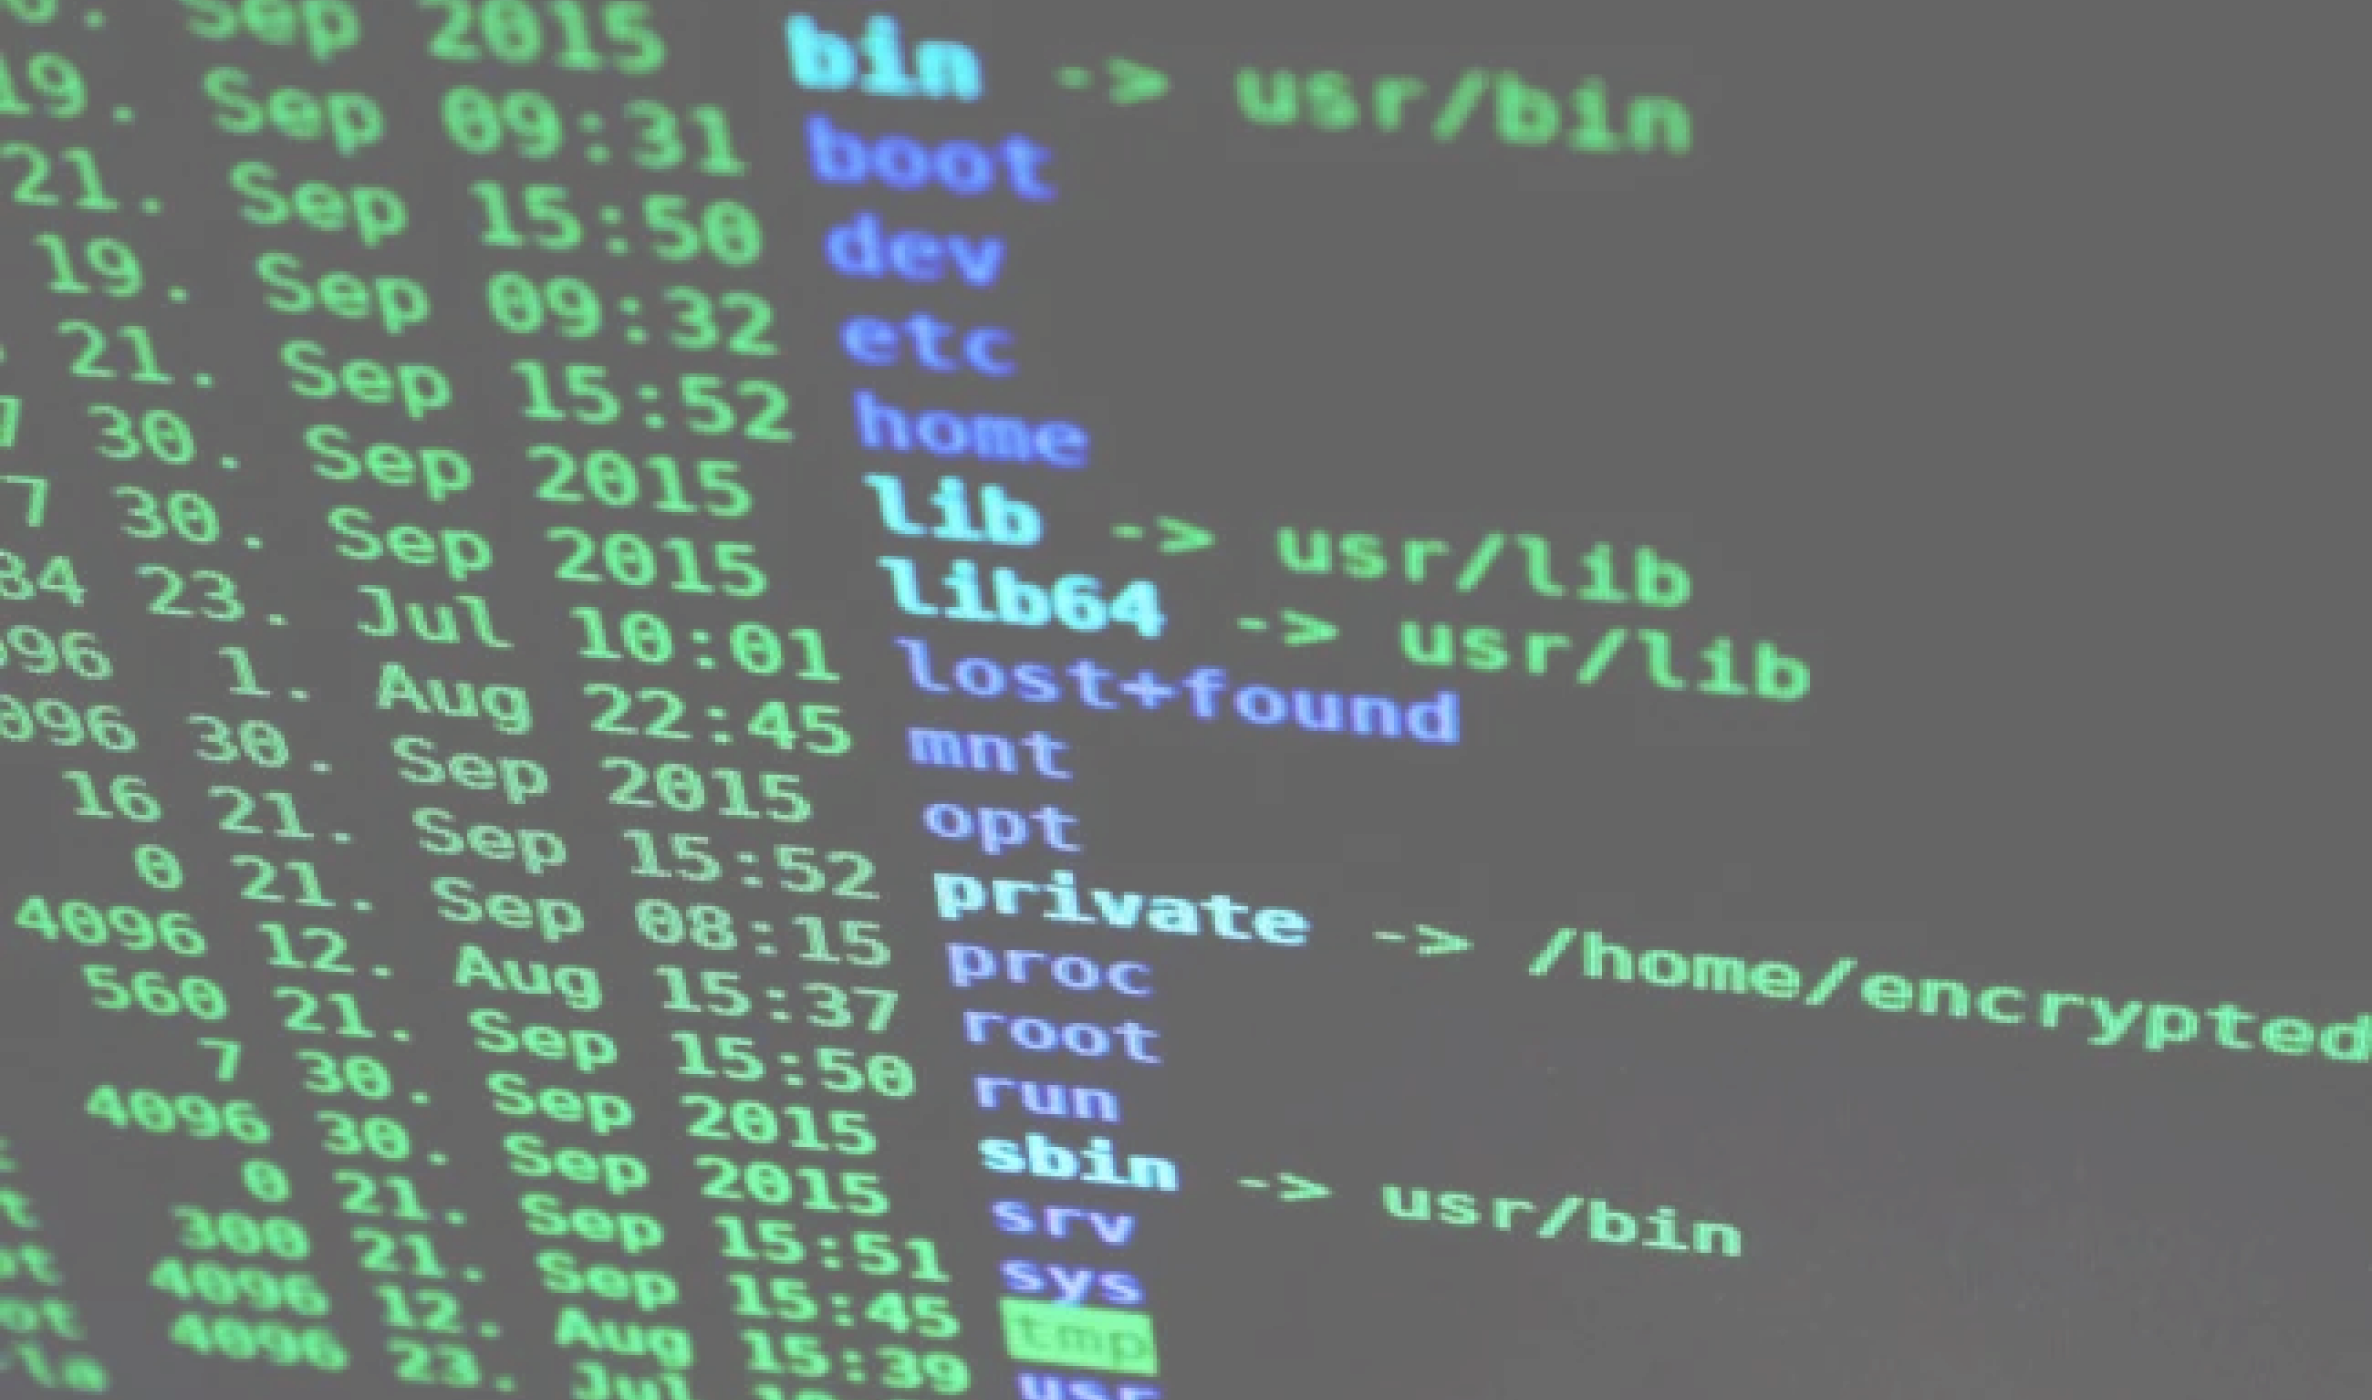 Sep 2015 bin -> usr/bin
19. Sep 09:31 boot
21. Sep 15:50 dev
19. Sep 09:32 etc
21. Sep 15:52 home
7 30. Sep 2015 lib -> usr/lib
7 30. Sep 2015 lib64 -> usr/lib
84 23. Jul 10:01 lost+found
96 1. Aug 22:45 mnt
096 30. Sep 2015 opt
16 21. Sep 15:52 private -> /home/encrypted
0 21. Sep 08:15 proc
4096 12. Aug 15:37 root
560 21. Sep 15:50 run
7 30. Sep 2015 sbin -> usr/bin
4096 30. Sep 2015 srv
0 21. Sep 15:51 sys
300 21. Sep 15:45 tmp
4096 12. Aug 15:39 usr
4096 23. Jul